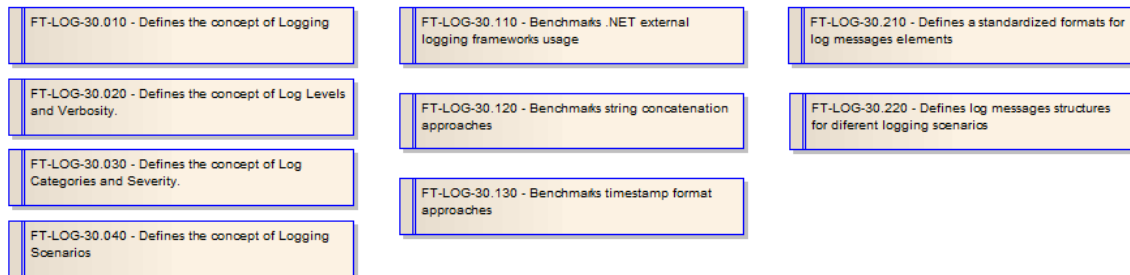 FT-LOG-30.010 - Defines the concept of Logging
FT-LOG-30.020 - Defines the concept of Log Levels
and Verbosity.
FT-LOG-30.030 - Defines the concept of Log
Categories and Severity.
FT-LOG-30.040 - Defines the concept of Logging
Scenarios
FT-LOG-30.110 - Benchmarks .NET external
logging frameworks usage
FT-LOG-30.120 - Benchmarks string concatenation
approaches
FT-LOG-30.130 - Benchmarks timestamp format
approaches
FT-LOG-30.210 - Defines a standardized formats for
log messages elements
FT-LOG-30.220 - Defines log messages structures
for diferent logging scenarios